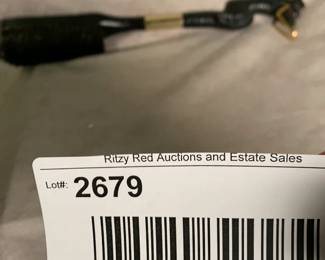 Ritzy Red Auctions and Estate Sales
Lot#: 2679